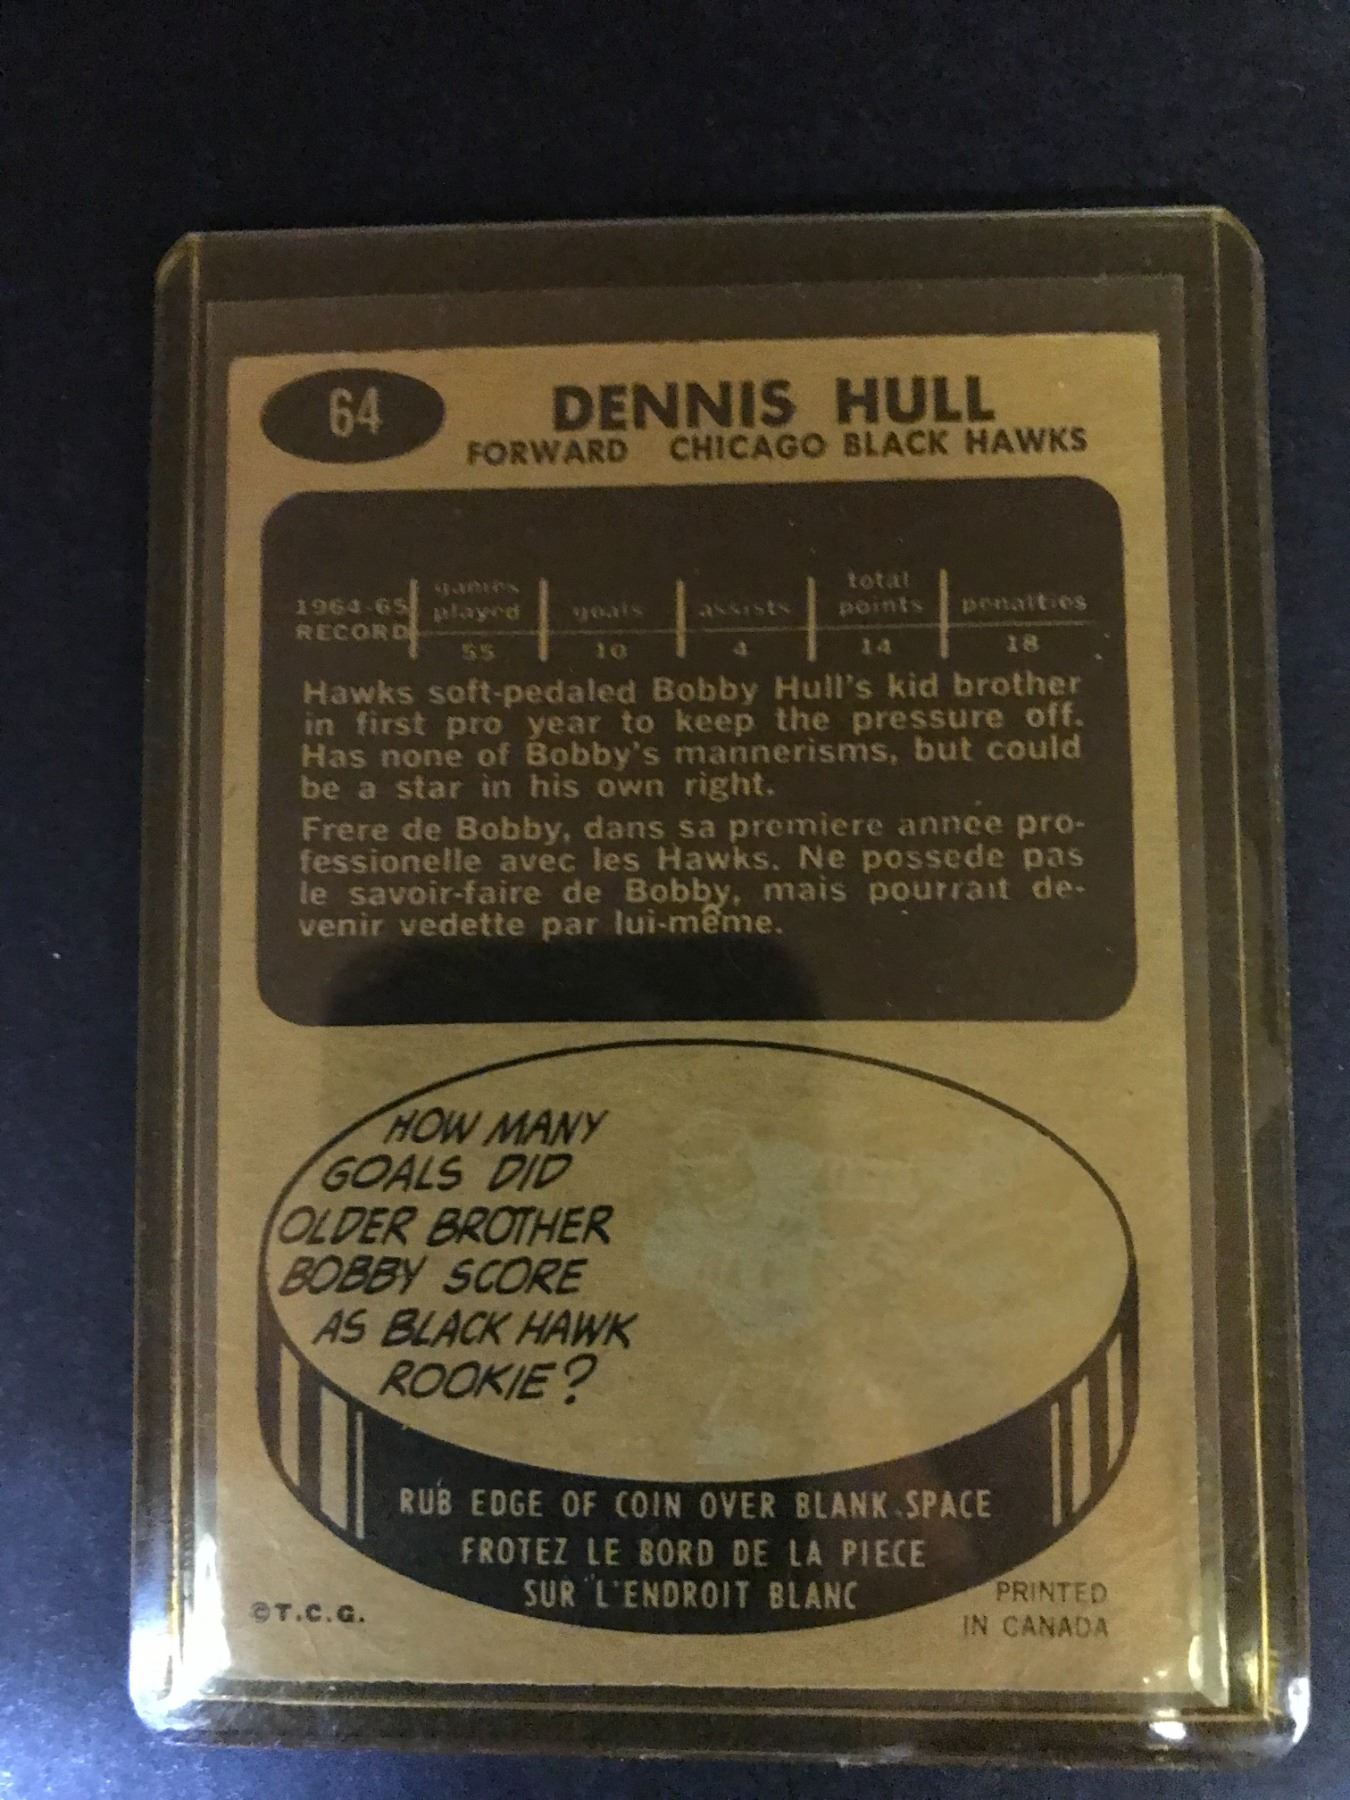 64
DENNIS HULL
FORWARD CHICAGO BLACK HAWKS
1964-65 RECORD
games played
goals
assists
total points
penalties
55 10 4 14 18
Hawks soft-pedaled Bobby Hull's kid brother
in first pro year to keep the pressure off.
Has none of Bobby's mannerisms, but could
be a star in his own right.
Frere de Bobby, dans sa premiere année pro-
fessionelle avec les Hawks. Ne possede pas
le savoir-faire de Bobby, mais pourrait de-
venir vedette par lui-même.
HOW MANY
GOALS DID
OLDER BROTHER
BOBBY SCORE
AS BLACK HAWK
ROOKIE?
RUB EDGE OF COIN OVER BLANK SPACE
FROTEZ LE BORD DE LA PIECE
SUR L'ENDROIT BLANC
©T.C.G.
PRINTED
IN CANADA